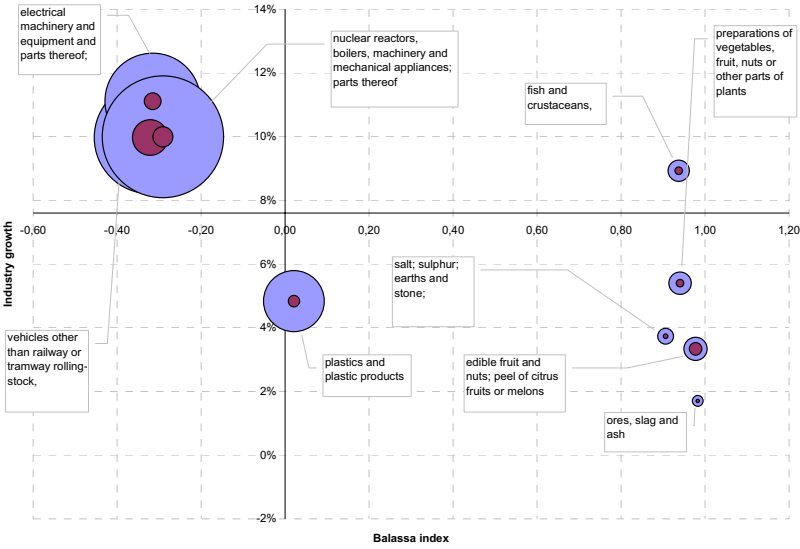 electrical
machinery and
equipment and
parts thereof;
nuclear reactors,
boilers, machinery and
mechanical appliances;
parts thereof
fish and
crustaceans,
preparations of
vegetables,
fruit, nuts or
other parts of
plants
14%
12%
10%
8%
6%
4%
2%
0%
-2%
-0,60
-0,40
-0,20
0,00
0,20
0,40
0,60
0,80
1,00
1,20
Industry growth
salt; sulphur;
earths and
stone;
vehicles other
than railway or
tramway rolling-
stock,
plastics and
plastic products
edible fruit and
nuts; peel of citrus
fruits or melons
ores, slag and
ash
Balassa index